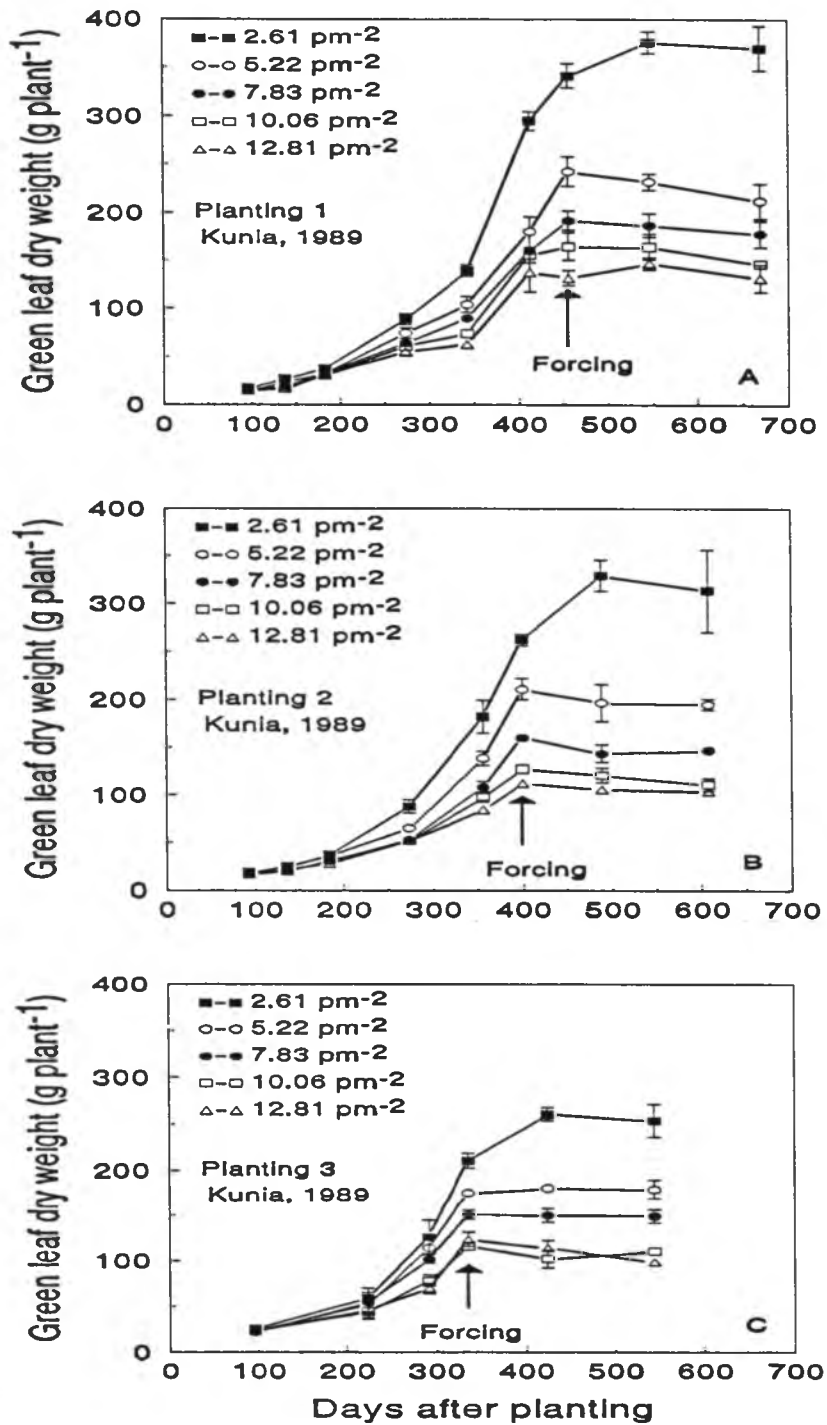 Green leaf dry weight (g plant-1)
400
300
200
100
0
2.61 pm-2
5.22 pm-2
7.83 pm-2
10.06 pm-2
12.81 pm-2
Planting 1
Kunia, 1989
Forcing
A
0 100 200 300 400 500 600 700
Green leaf dry weight (g plant-1)
400
300
200
100
0
2.61 pm-2
5.22 pm-2
7.83 pm-2
10.06 pm-2
12.81 pm-2
Planting 2
Kunia, 1989
Forcing
B
0 100 200 300 400 500 600 700
Green leaf dry weight (g plant-1)
400
300
200
100
0
2.61 pm-2
5.22 pm-2
7.83 pm-2
10.06 pm-2
12.81 pm-2
Planting 3
Kunia, 1989
Forcing
C
0 100 200 300 400 500 600 700
Days after planting